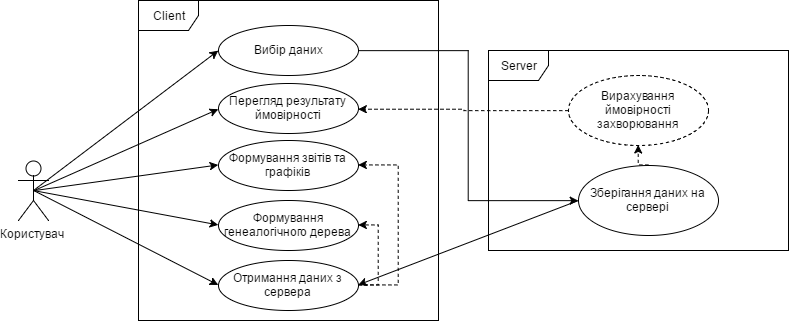 Client
Вибір даних
Перегляд результату
ймовірності
Формування звітів та
графіків
Формування
генеалогічного дерева
Отримання даних з
сервера
Користувач
Server
Вирахування
ймовірності
захворювання
Зберігання даних на
сервері